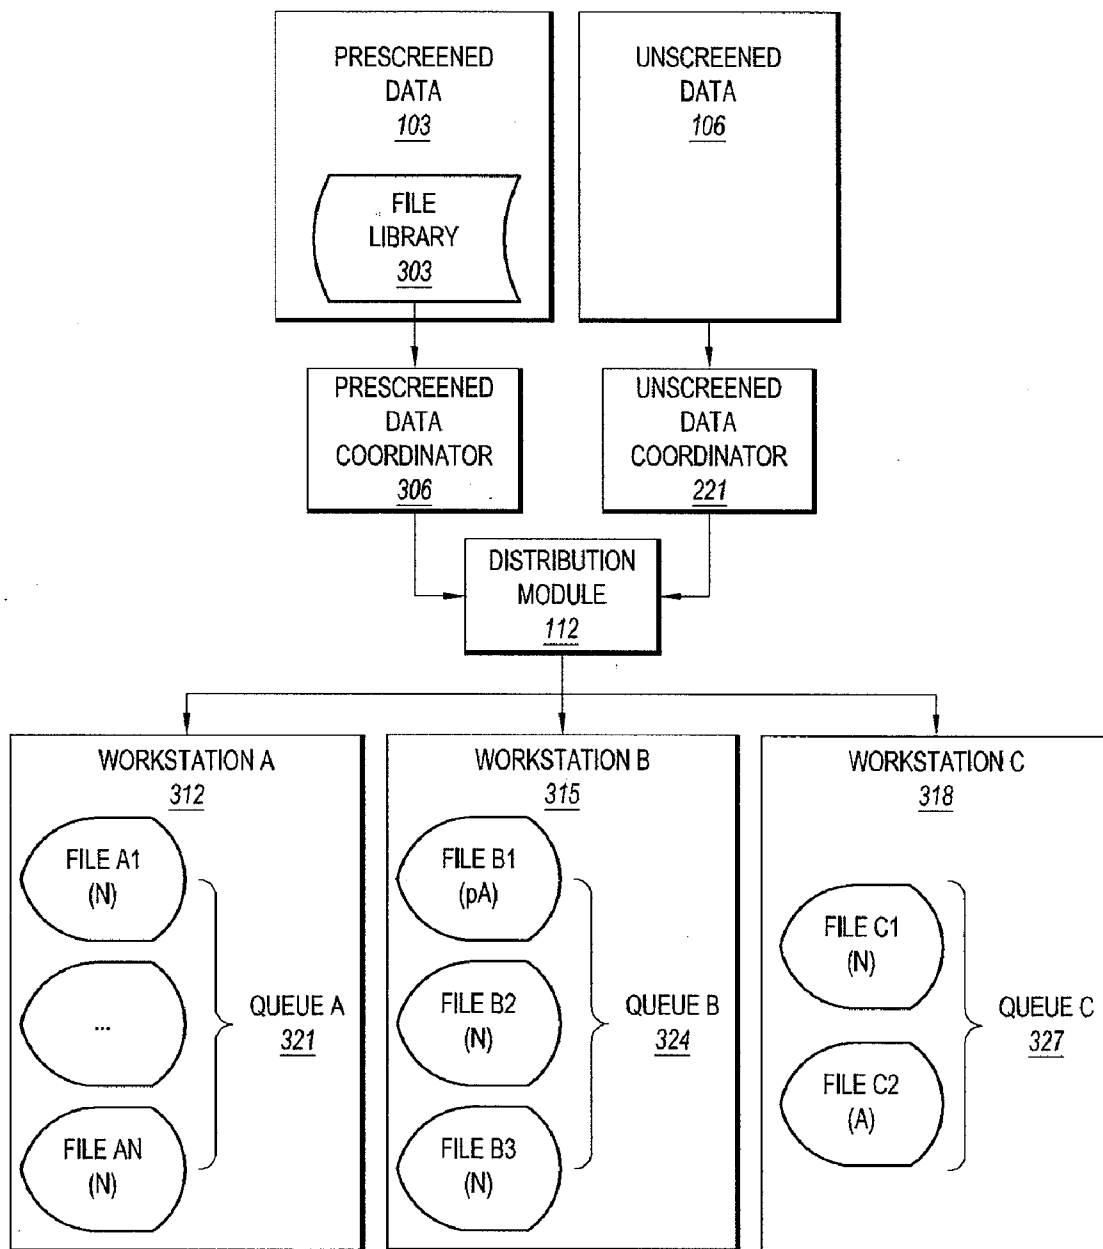 PRESCREENED
DATA
103
FILE
LIBRARY
303
UNSCREENED
DATA
106
PRESCREENED
DATA
COORDINATOR
306
UNSCREENED
DATA
COORDINATOR
221
DISTRIBUTION
MODULE
112
WORKSTATION A
312
FILE A1
(N)
...
FILE AN
(N)
QUEUE A
321
WORKSTATION B
315
FILE B1
(pA)
FILE B2
(N)
FILE B3
(N)
QUEUE B
324
WORKSTATION C
318
FILE C1
(N)
FILE C2
(A)
QUEUE C
327